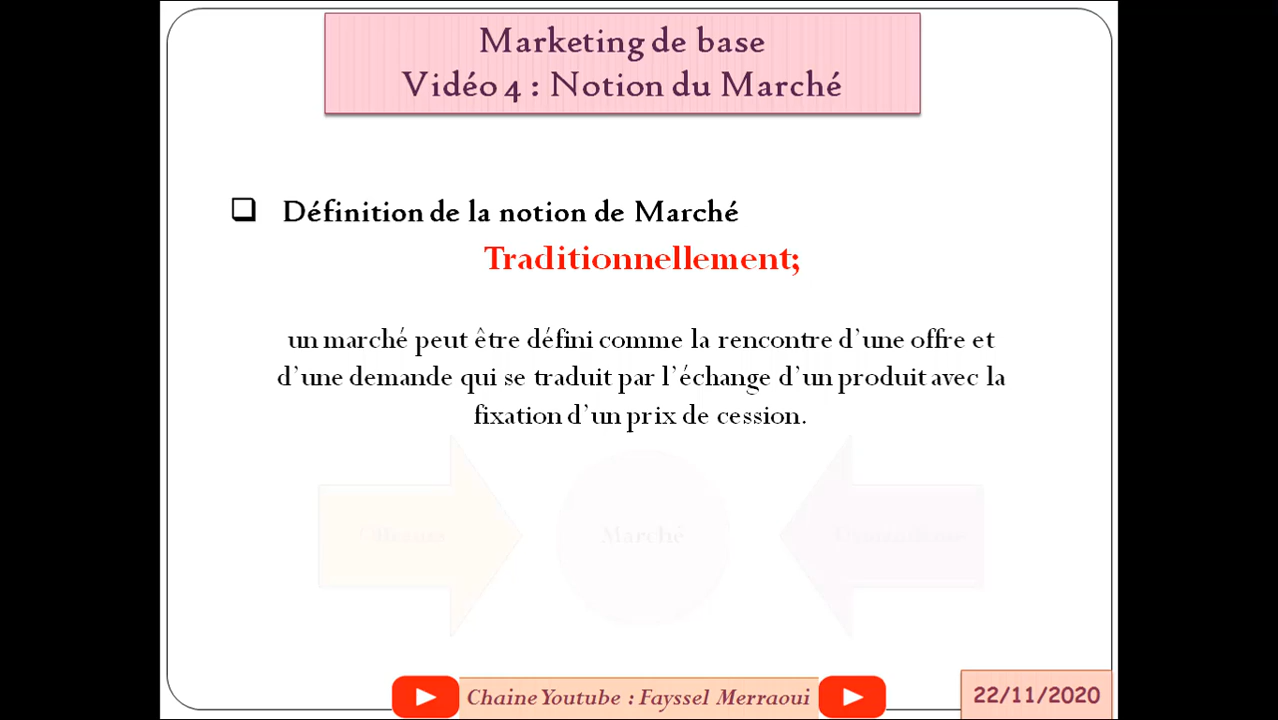 Marketing de base
Vidéo 4 : Notion du Marché
Définition de la notion de Marché
Traditionnellement;
un marché peut être défini comme la rencontre d’une offre et
d’une demande qui se traduit par l’échange d’un produit avec la
fixation d’un prix de cession.
Marché
Chaine Youtube : Fayssel Merraoui
22/11/2020